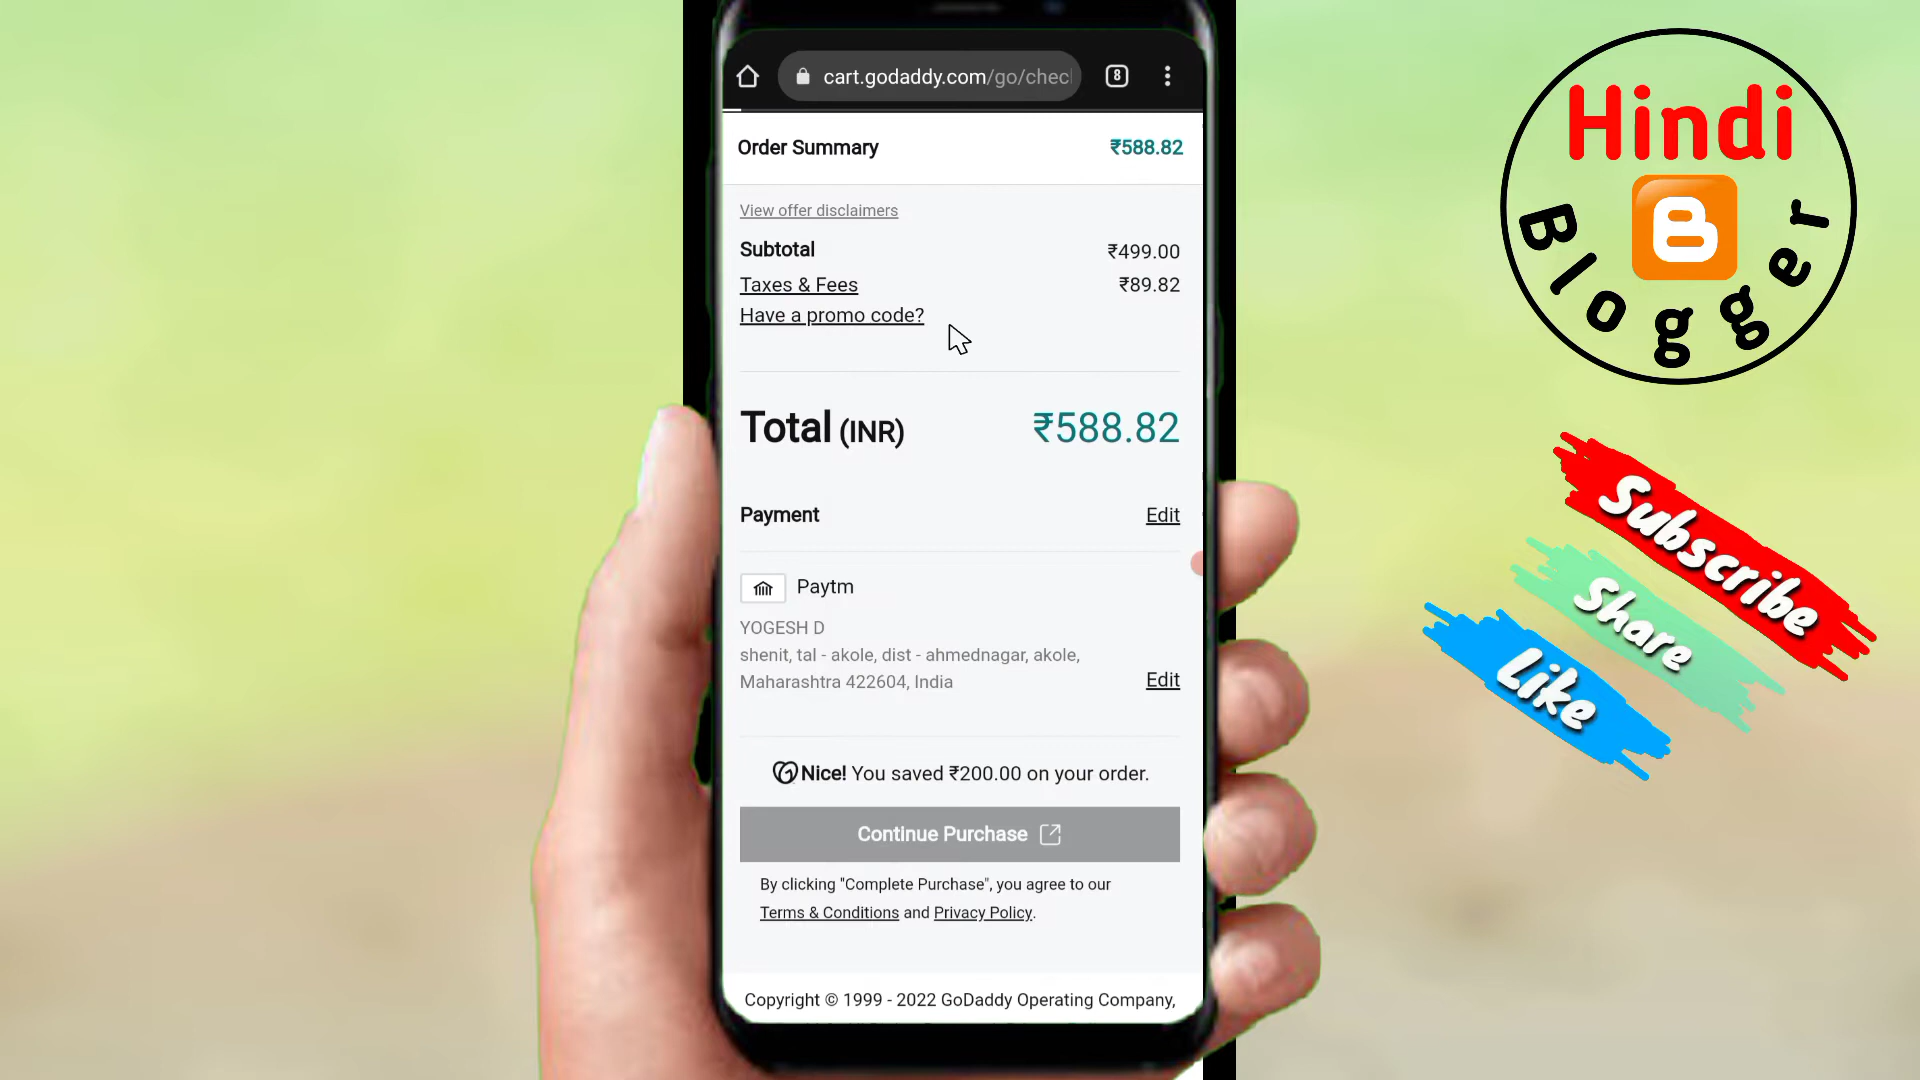 cart.godaddy.com/go/chec
8
Order Summary ₹588.82
View offer disclaimers
Subtotal ₹499.00
Taxes & Fees ₹89.82
Have a promo code?
Total (INR) ₹588.82
Payment Edit
Paytm
YOGESH D
shenit, tal - akole, dist - ahmednagar, akole,
Maharashtra 422604, India Edit
Nice! You saved ₹200.00 on your order.
Continue Purchase
By clicking "Complete Purchase", you agree to our
Terms & Conditions and Privacy Policy.
Copyright © 1999 - 2022 GoDaddy Operating Company,
Hindi
B
Blogger
Subscribe
Share
Like